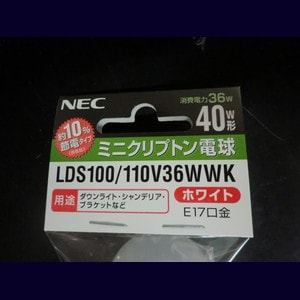 NEC
消費電力36W
40W形
約10%
節電タイプ
ミニクリプトン電球
LDS100/110V36WWK
用途
ダウンライト・シャンデリア・
ブラケットなど
ホワイト
E17口金